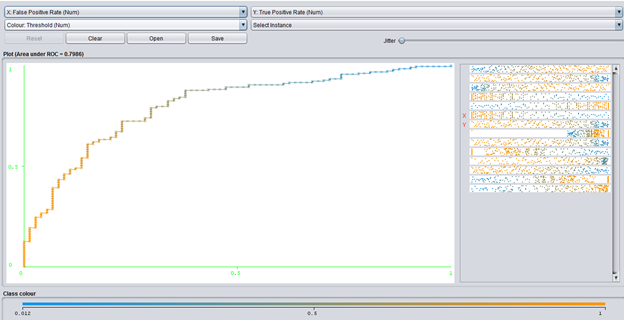 X: False Positive Rate (Num) Y: True Positive Rate (Num)
Colour: Threshold (Num) Select Instance
Reset Clear Open Save Jitter
Plot (Area under ROC = 0.7986)
1
0.5
0
0 0.5 1
X
Y
Class colour
0.012 0.5 1